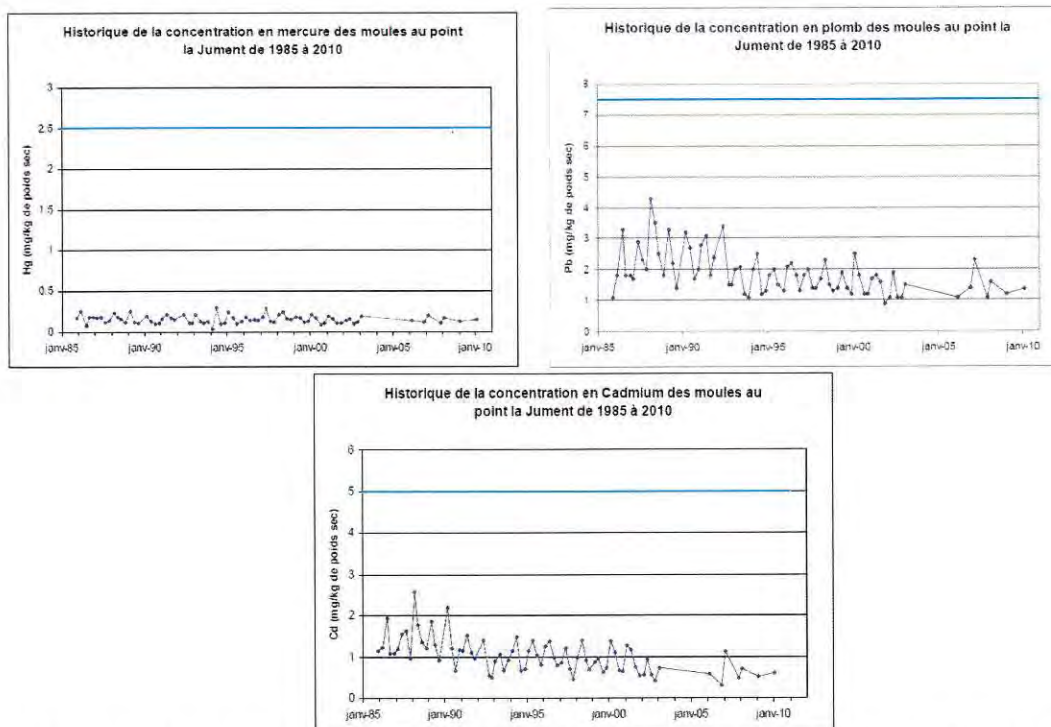 Historique de la concentration en mercure des moules au point
la Jument de 1985 à 2010
Hg (mg/kg de poids sec)
3
2.5
2
1.5
1
0.5
0
janv-85
janv-90
janv-95
janv-00
janv-05
janv-10
Historique de la concentration en plomb des moules au point
la Jument de 1985 à 2010
Pb (mg/kg de poids sec)
8
7
6
5
4
3
2
1
0
janv-85
janv-90
janv-95
janv-00
janv-05
janv-10
Historique de la concentration en Cadmium des moules au
point la Jument de 1985 à 2010
Cd (mg/kg de poids sec)
6
5
4
3
2
1
0
janv-85
janv-90
janv-95
janv-00
janv-05
janv-10